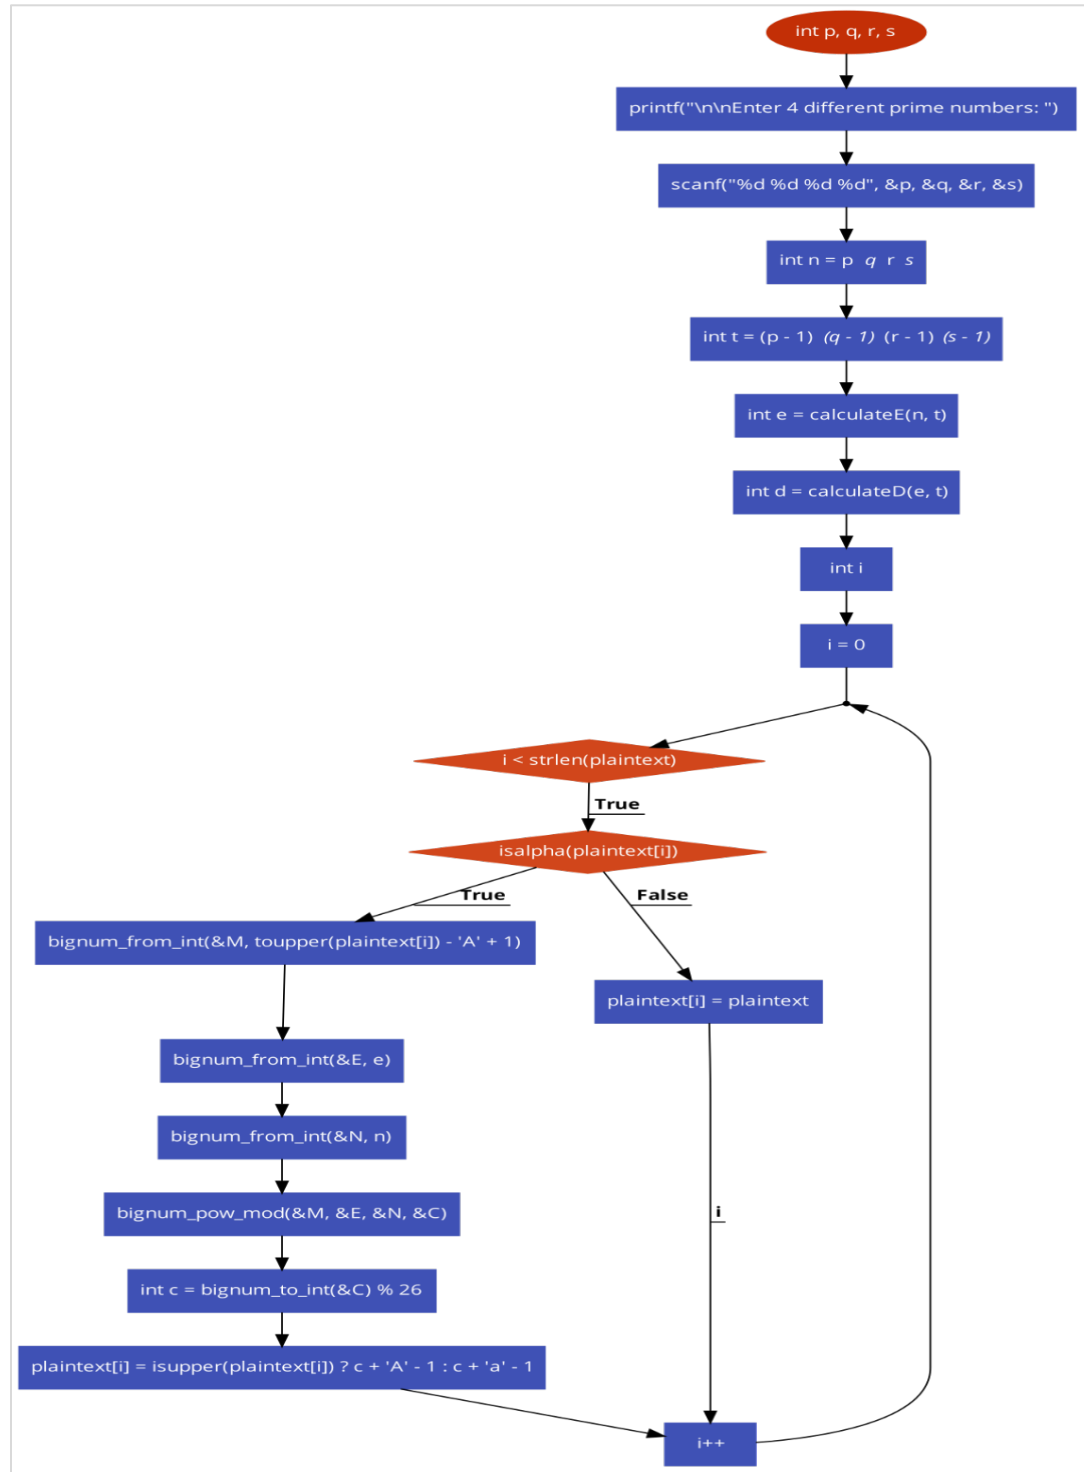 int p, q, r, s
printf("\n\nEnter 4 different prime numbers: ")
scanf("%d %d %d %d", &p, &q, &r, &s)
int n = p q r s
int t = (p - 1) (q - 1) (r - 1) (s - 1)
int e = calculateE(n, t)
int d = calculateD(e, t)
int i
i = 0
i < strlen(plaintext)
True
isalpha(plaintext[i])
True
False
bignum_from_int(&M, toupper(plaintext[i]) - 'A' + 1)
plaintext[i] = plaintext
bignum_from_int(&E, e)
bignum_from_int(&N, n)
bignum_pow_mod(&M, &E, &N, &C)
i
int c = bignum_to_int(&C) % 26
plaintext[i] = isupper(plaintext[i]) ? c + 'A' - 1 : c + 'a' - 1
i++